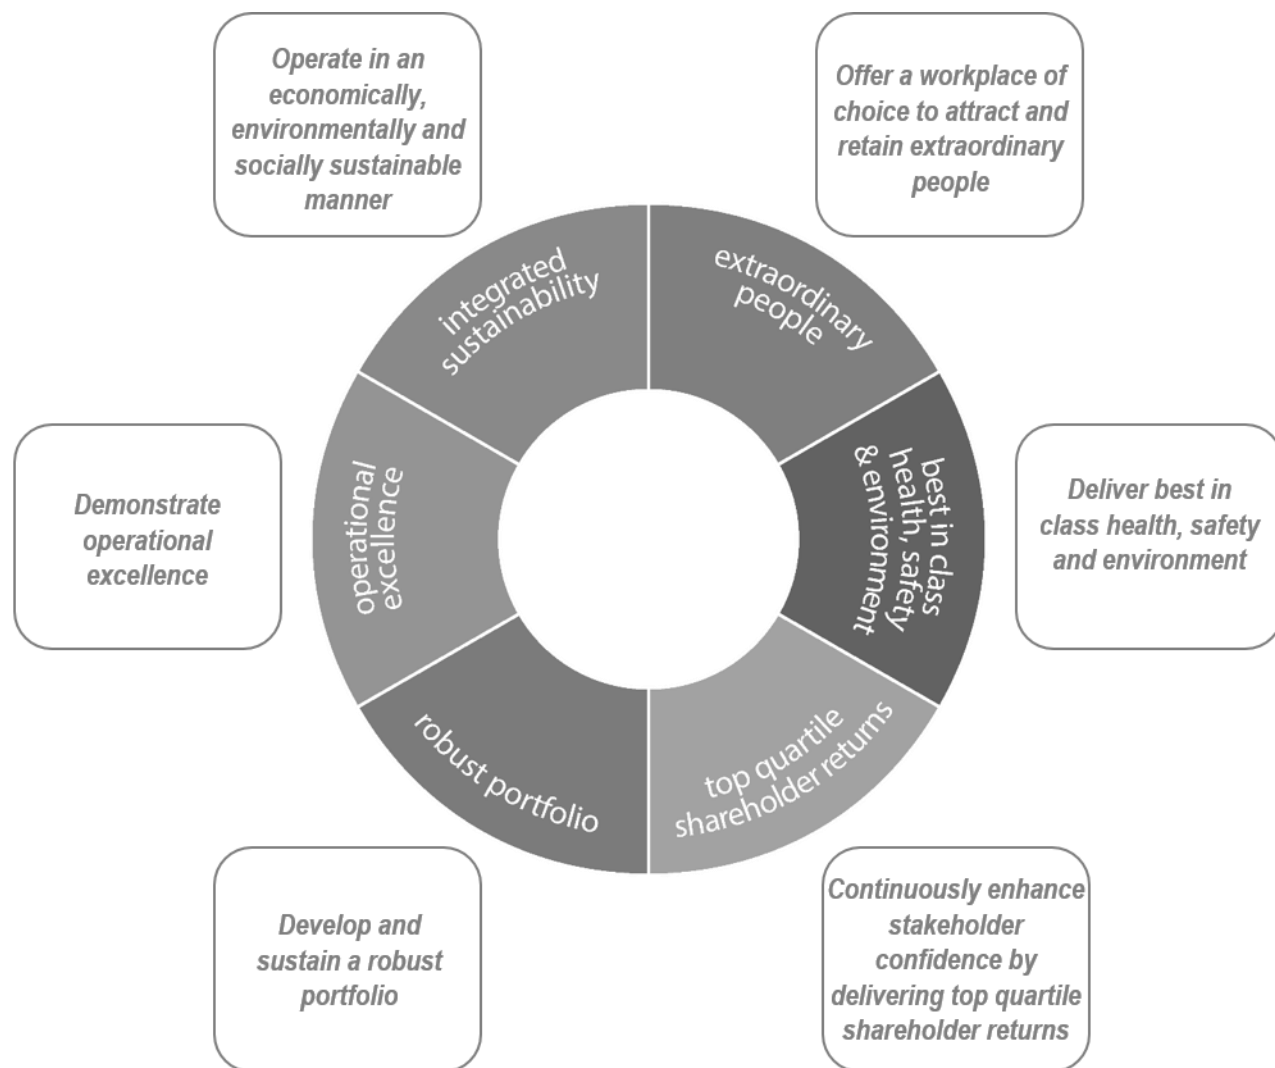 Operate in an
economically,
environmentally and
socially sustainable
manner
Offer a workplace of
choice to attract and
retain extraordinary
people
integrated
sustainability
extraordinary
people
operational
excellence
best in class
health, safety
& environment
Demonstrate
operational
excellence
Deliver best in
class health, safety
and environment
robust portfolio
top quartile
shareholder returns
Develop and
sustain a robust
portfolio
Continuously enhance
stakeholder
confidence by
delivering top quartile
shareholder returns